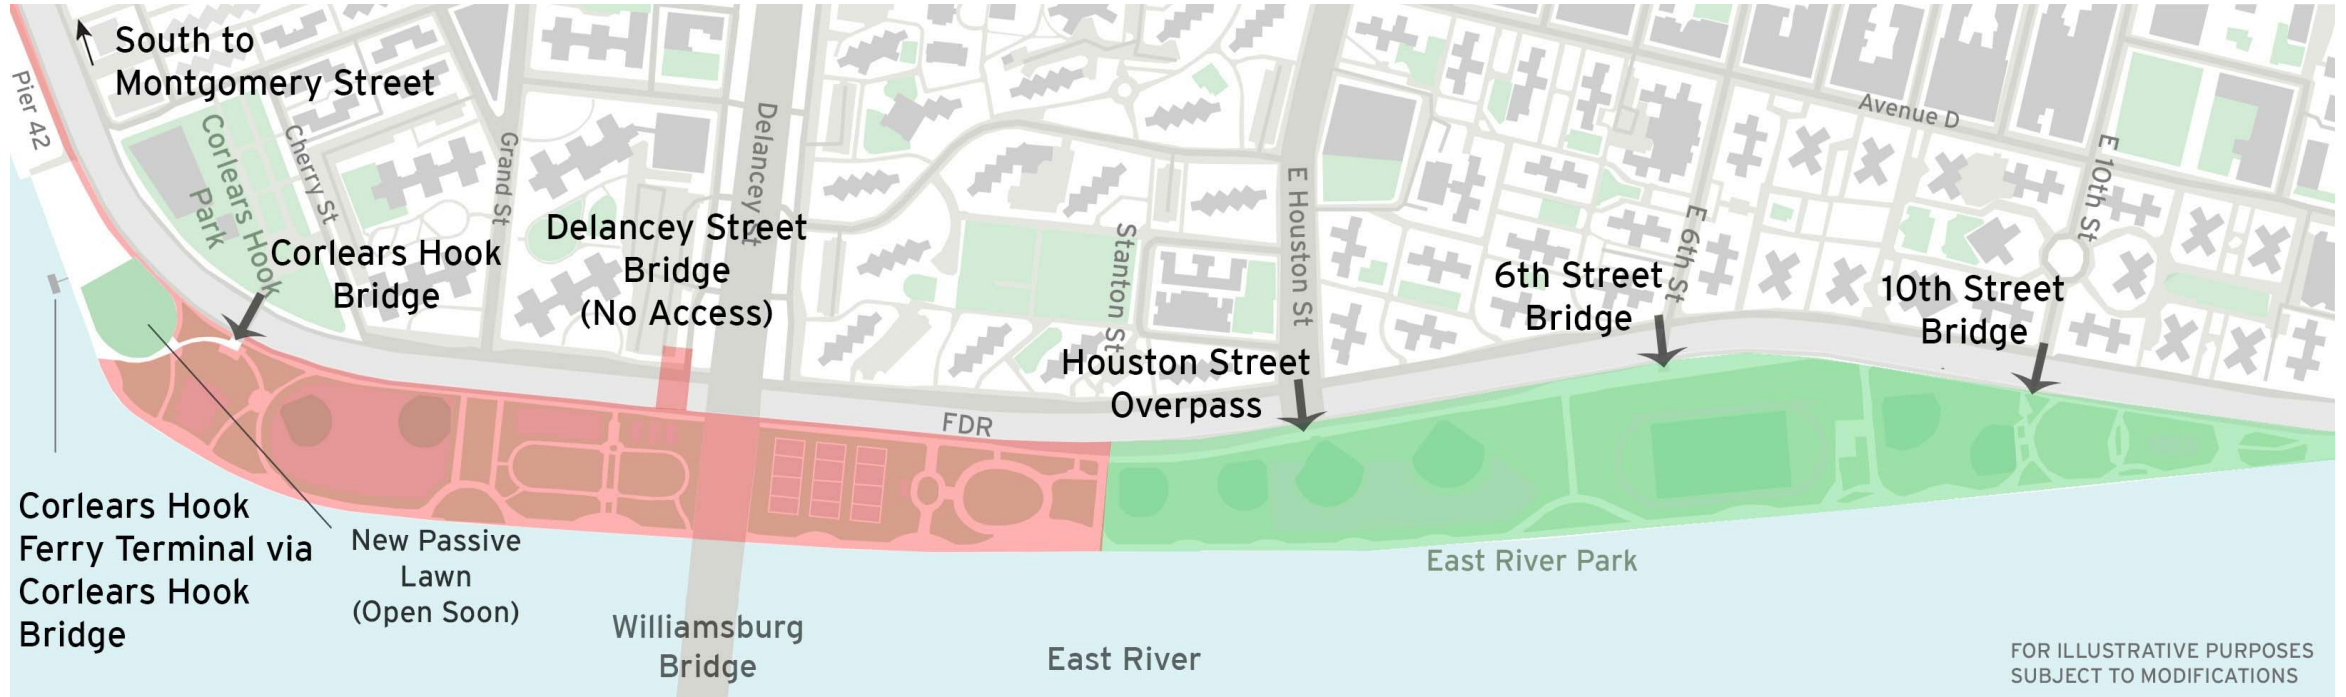 South to
Montgomery Street
Pier 42
Corlears Hook
Park
Cherry St
Grand St
Delancey St
Corlears Hook
Bridge
Delancey Street
Bridge
(No Access)
Stanton St
E Houston St
Houston Street
Overpass
FDR
E 6th St
6th Street
Bridge
Avenue D
E 10th St
10th Street
Bridge
Corlears Hook
Ferry Terminal via
Corlears Hook
Bridge
New Passive
Lawn
(Open Soon)
Williamsburg
Bridge
East River
East River Park
FOR ILLUSTRATIVE PURPOSES
SUBJECT TO MODIFICATIONS